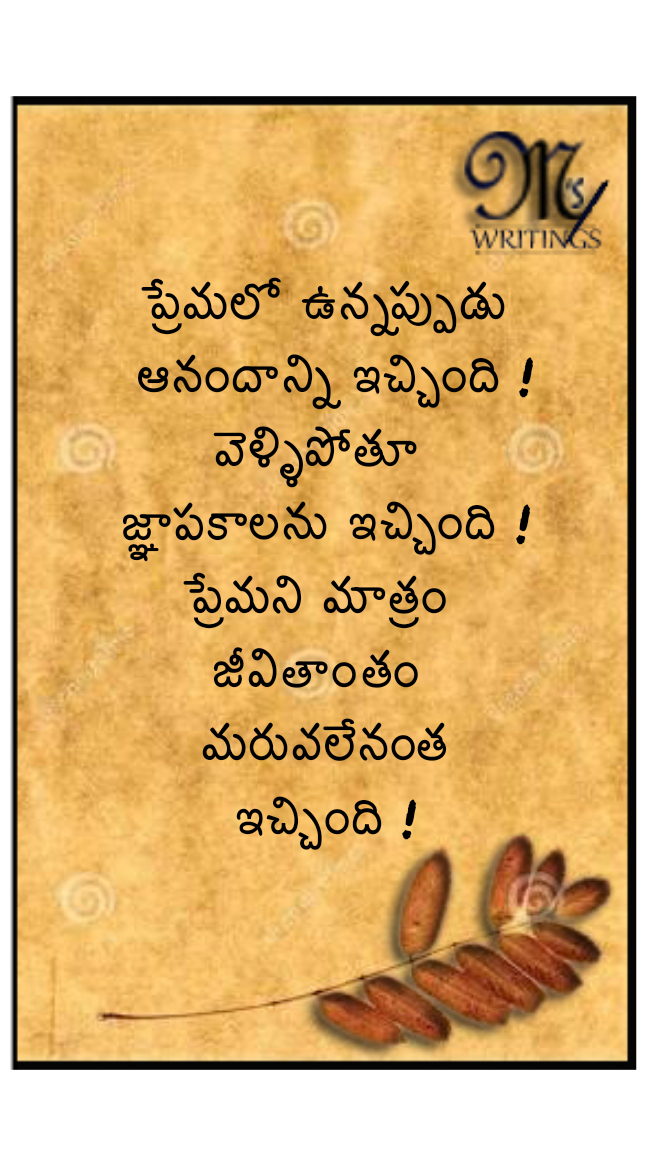 M's
WRITINGS
ప్రేమలో ఉన్నప్పుడు
ఆనందాన్ని ఇచ్చింది !
వెళ్ళిపోతూ
జ్ఞాపకాలను ఇచ్చింది !
ప్రేమని మాత్రం
జీవితాంతం
మరువలేనంత
ఇచ్చింది !